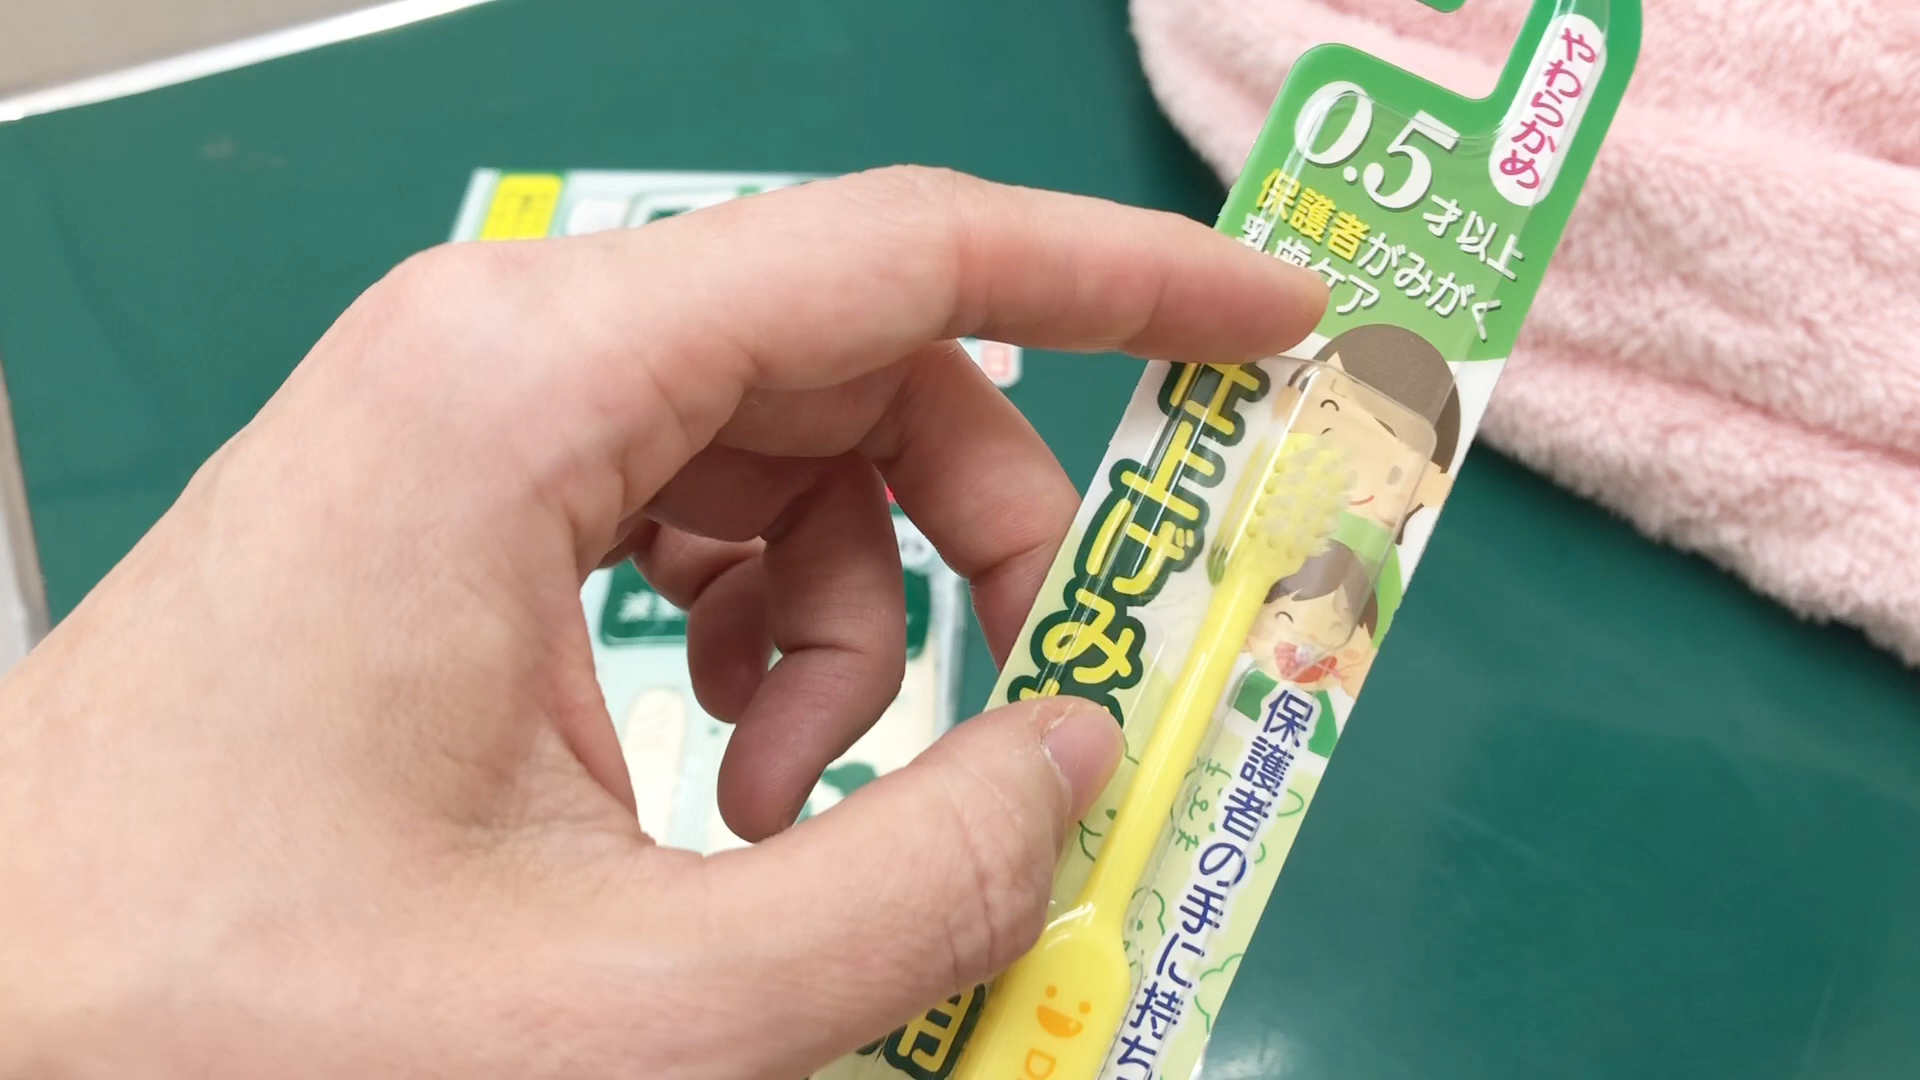 やわらかめ
0.5才以上
保護者がみがく
乳歯ケア
仕上げみ
用
保護者の手に持ち